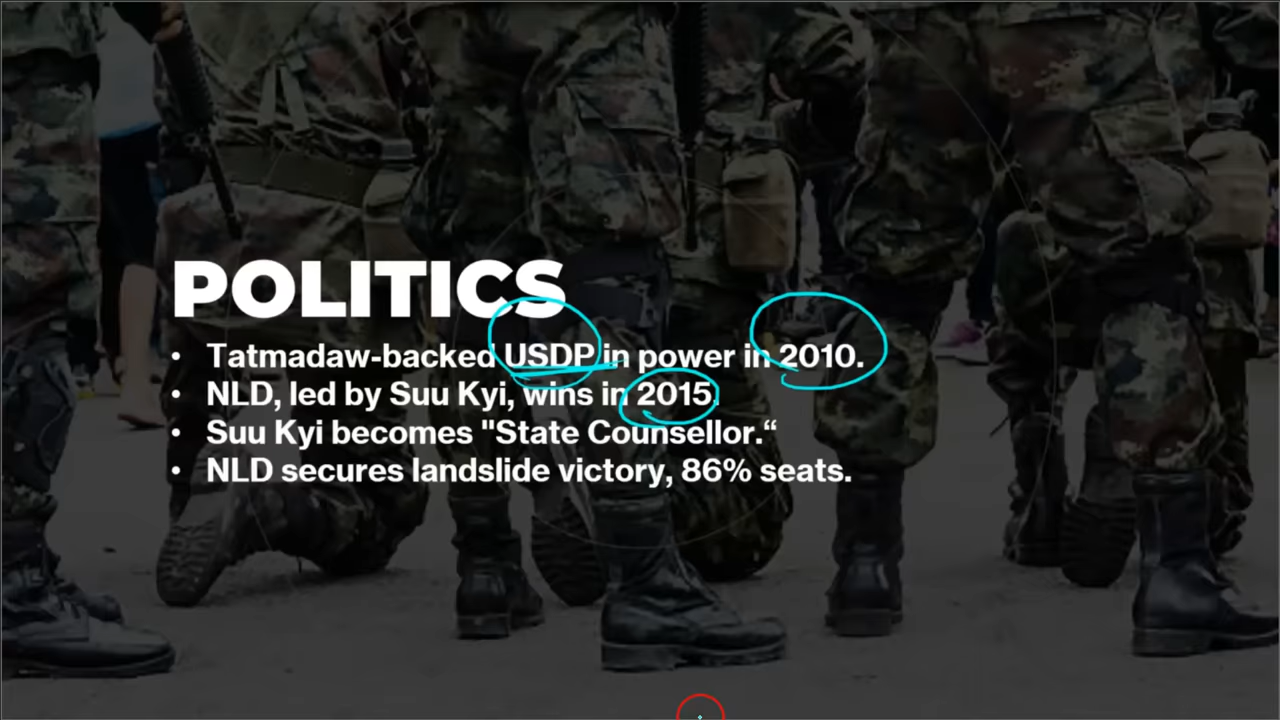 POLITICS
• Tatmadaw-backed USDP in power in 2010.
• NLD, led by Suu Kyi, wins in 2015.
• Suu Kyi becomes "State Counsellor.“
• NLD secures landslide victory, 86% seats.